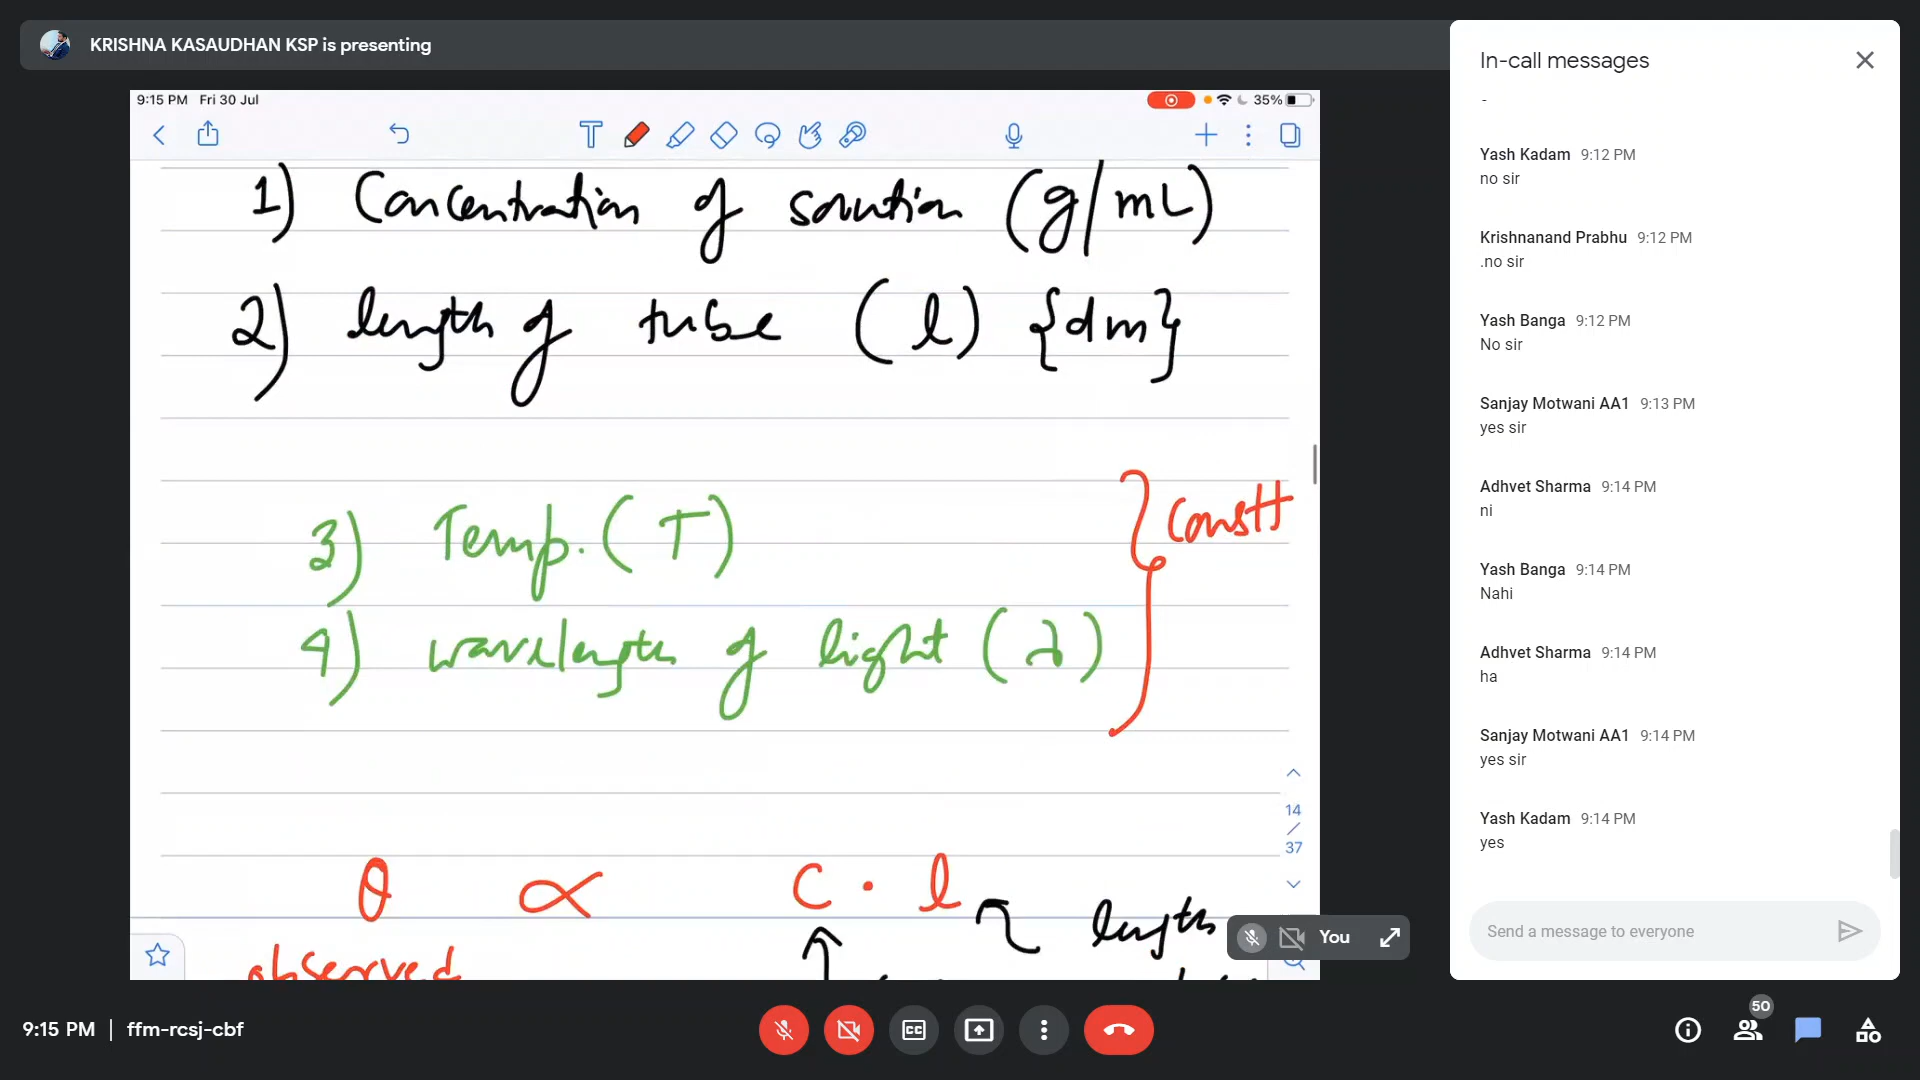 KRISHNA KASAUDHAN KSP is presenting
9:15 PM Fri 30 Jul
35%
1) Concentration of solution (g/mL)
2) length of tube (l) {dm}
3) Temp. (T)
4) wavelength of light (λ)
Constt
14
/
37
θ ∝ C · l
length
observed
You
In-call messages
-
Yash Kadam 9:12 PM
no sir
Krishnanand Prabhu 9:12 PM
.no sir
Yash Banga 9:12 PM
No sir
Sanjay Motwani AA1 9:13 PM
yes sir
Adhvet Sharma 9:14 PM
ni
Yash Banga 9:14 PM
Nahi
Adhvet Sharma 9:14 PM
ha
Sanjay Motwani AA1 9:14 PM
yes sir
Yash Kadam 9:14 PM
yes
Send a message to everyone
9:15 PM | ffm-rcsj-cbf
CC
50